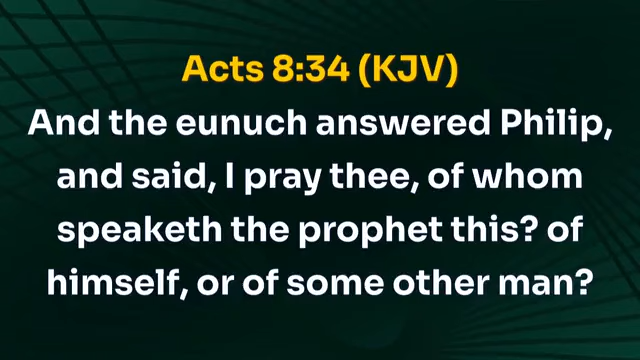 Acts 8:34 (KJV)
And the eunuch answered Philip,
and said, I pray thee, of whom
speaketh the prophet this? of
himself, or of some other man?